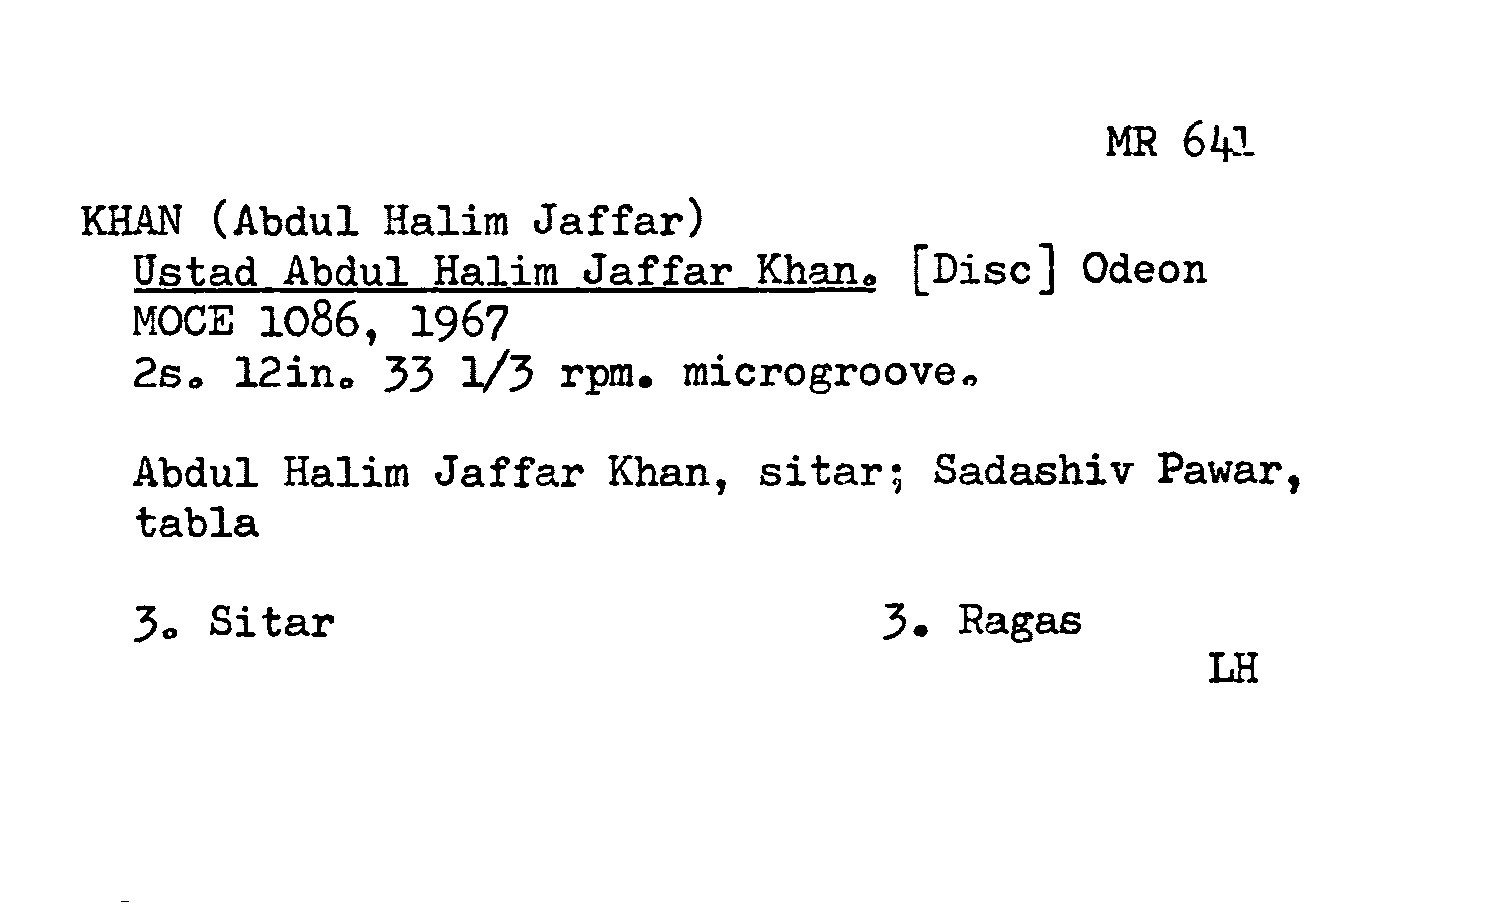 MR 641
KHAN (Abdul Halim Jaffar)
Ustad Abdul Halim Jaffar Khan. [Disc] Odeon
MOCE 1086, 1967
2s. 12in. 33 1/3 rpm. microgroove.
Abdul Halim Jaffar Khan, sitar; Sadashiv Pawar,
tabla
3. Sitar 3. Ragas
LH